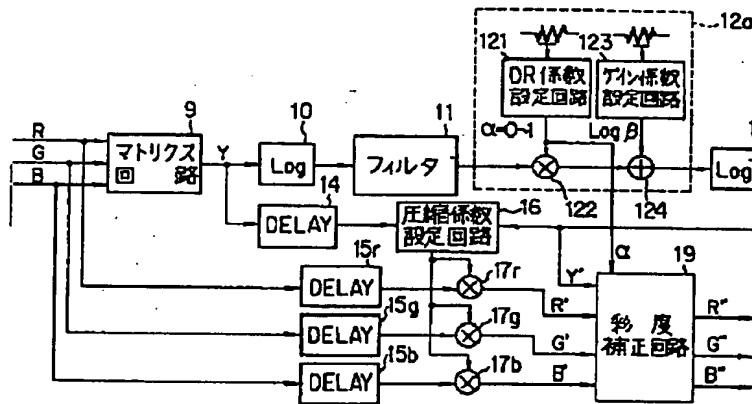 12a
121
123
DR係数
設定回路
ゲイン係数
設定回路
9
10
11
α=0~1
Log β
R
G
B
マトリクス
回 路
Y
Log
フィルタ
122
124
Log
14
DELAY
圧縮係数
設定回路
16
α
19
15r
DELAY
17r
Y"
R'
15g
DELAY
17g
G'
15b
DELAY
17b
B'
彩 度
補正回路
R"
G"
B"